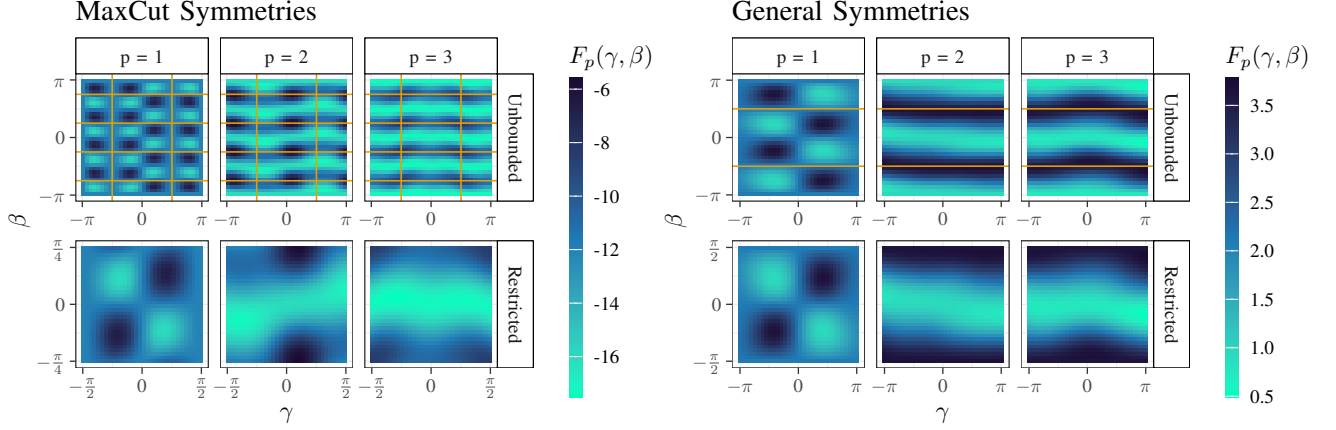 MaxCut Symmetries
p = 1 p = 2 p = 3
F_p(γ, β)
π
0
−π
Unbounded
−π 0 π −π 0 π −π 0 π
β
π/4
0
−π/4
Restricted
−π/2 0 π/2 −π/2 0 π/2 −π/2 0 π/2
γ
-6
-8
-10
-12
-14
-16
General Symmetries
p = 1 p = 2 p = 3
F_p(γ, β)
π
0
−π
Unbounded
−π 0 π −π 0 π −π 0 π
β
π/2
0
−π/2
Restricted
−π 0 π −π 0 π −π 0 π
γ
3.5
3.0
2.5
2.0
1.5
1.0
0.5